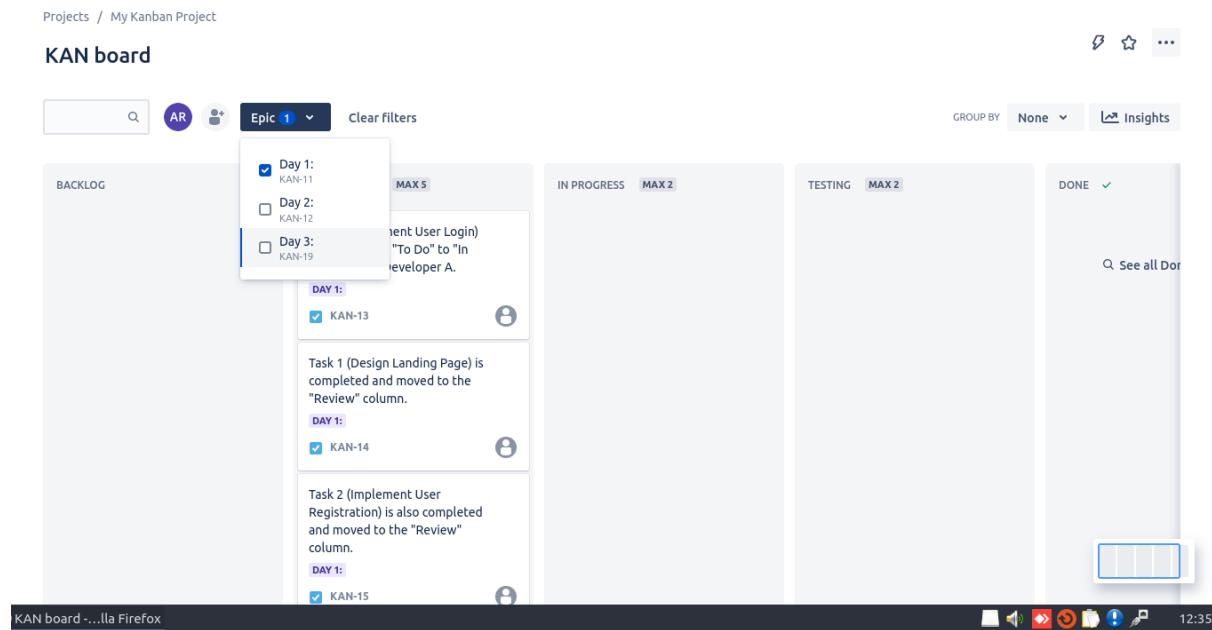 Projects / My Kanban Project
KAN board
AR
Epic 1
Clear filters
GROUP BY
None
Insights
Day 1:
KAN-11
Day 2:
KAN-12
Day 3:
KAN-19
BACKLOG
MAX 5
IN PROGRESS MAX 2
TESTING MAX 2
DONE
User Login)
"To Do" to "In
Developer A.
DAY 1:
KAN-13
Task 1 (Design Landing Page) is
completed and moved to the
"Review" column.
DAY 1:
KAN-14
Task 2 (Implement User
Registration) is also completed
and moved to the "Review"
column.
DAY 1:
KAN-15
See all
KAN board -...lla Firefox
12:35